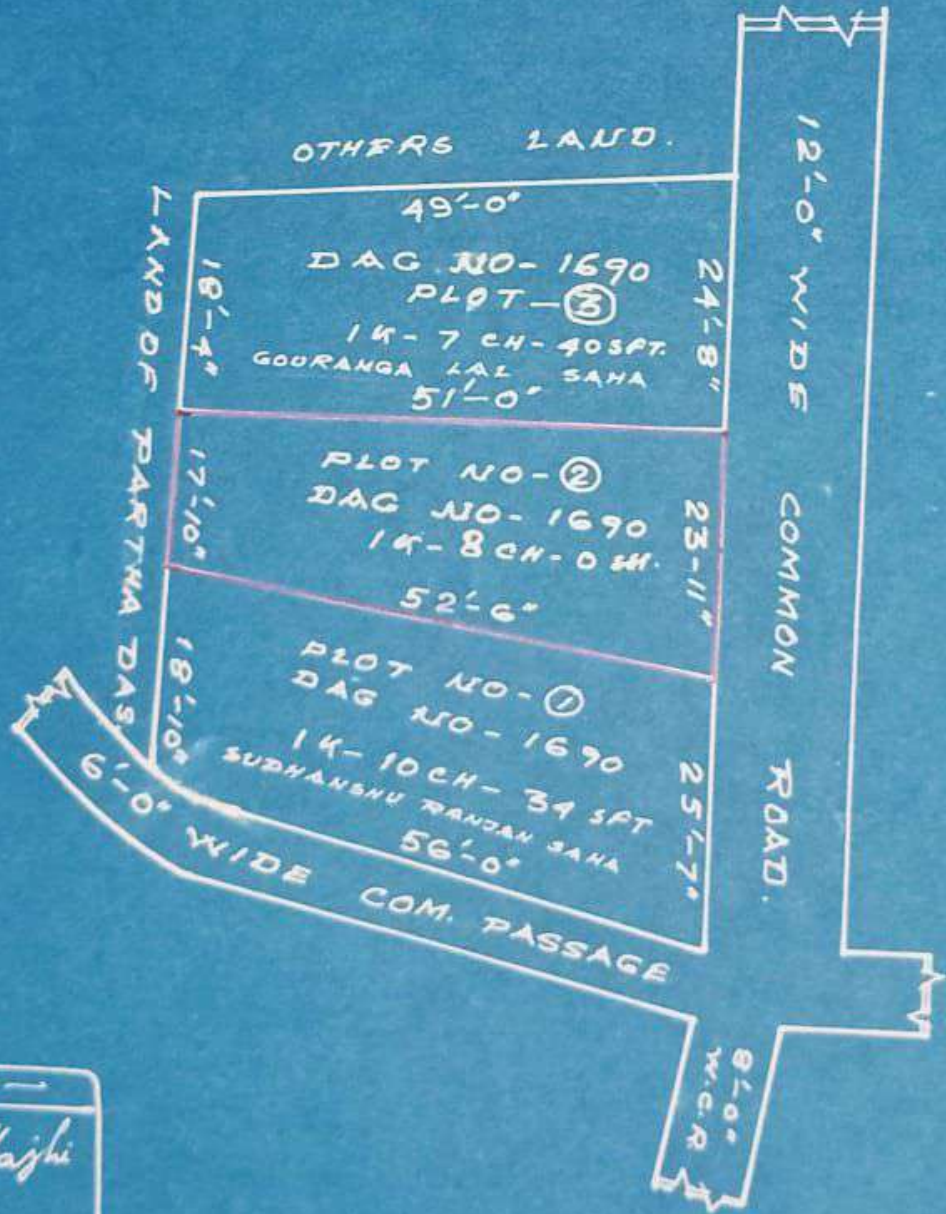 OTHERS LAND.
49'-0"
DAG NO- 1690
PLOT-③
1K-7 CH-40 SFT.
GOURANGA LAL SAHA
51'-0"
18'-4"
24'-8"
PLOT NO-②
DAG NO- 1690
1K-8 CH-0
52'-6"
17'-10"
23-11"
PLOT NO-①
DAG NO-1690
1K-10CH-34 SFT
SUDHANSHU RANJAN SAHA
56'-0"
18'-10"
25'-7"
LAND OF PARTHA DAS
12'-0" WIDE COMMON ROAD.
6'-0" WIDE COM. PASSAGE
8'-0"
W.C.R